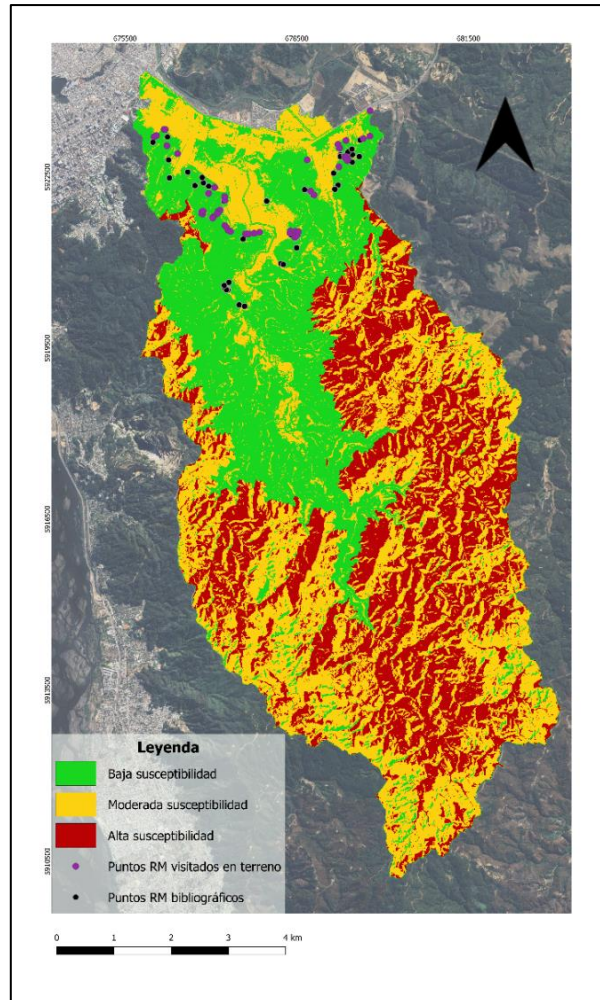 675500 678500 681500
5922500
5919500
5916500
5913500
5910500
Leyenda
Baja susceptibilidad
Moderada susceptibilidad
Alta susceptibilidad
Puntos RM visitados en terreno
Puntos RM bibliográficos
0 1 2 3 4 km